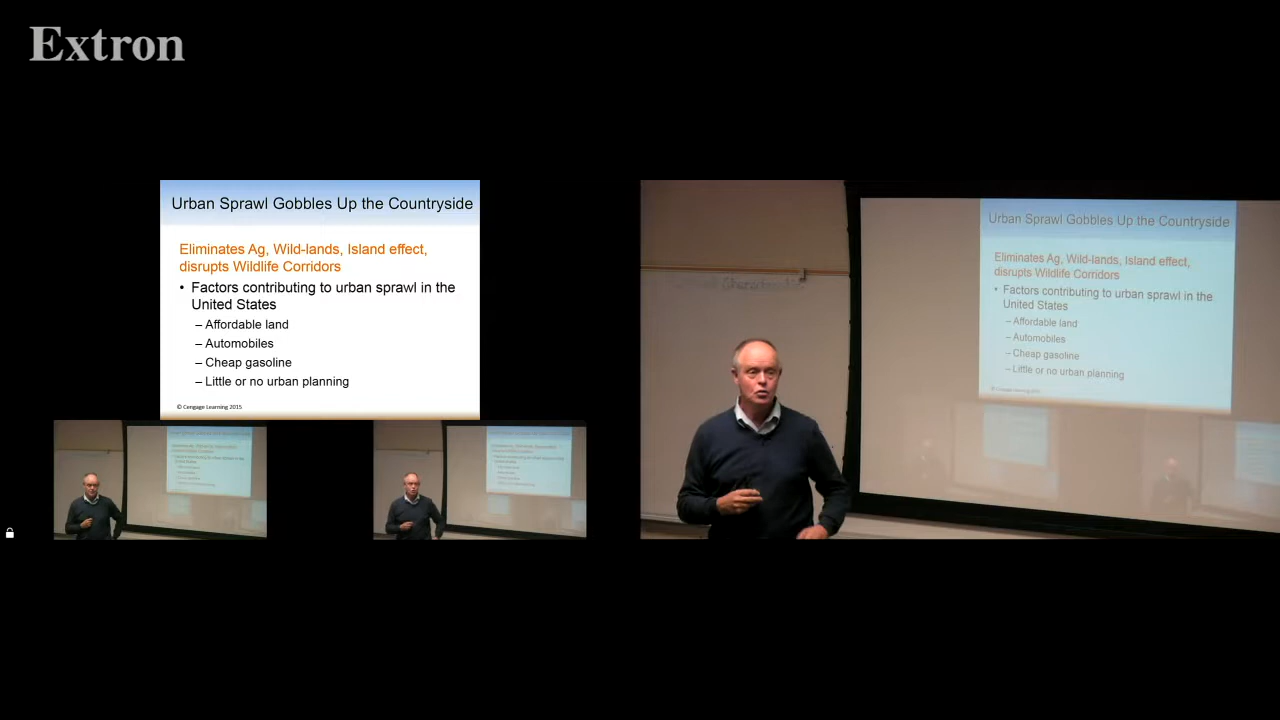 Extron
Urban Sprawl Gobbles Up the Countryside
Eliminates Ag, Wild-lands, Island effect,
disrupts Wildlife Corridors
• Factors contributing to urban sprawl in the
United States
– Affordable land
– Automobiles
– Cheap gasoline
– Little or no urban planning
© Cengage Learning 2015
Urban Sprawl Gobbles Up the Countryside
Eliminates Ag, Wild-lands, Island effect,
disrupts Wildlife Corridors
• Factors contributing to urban sprawl in the
United States
– Affordable land
– Automobiles
– Cheap gasoline
– Little or no urban planning